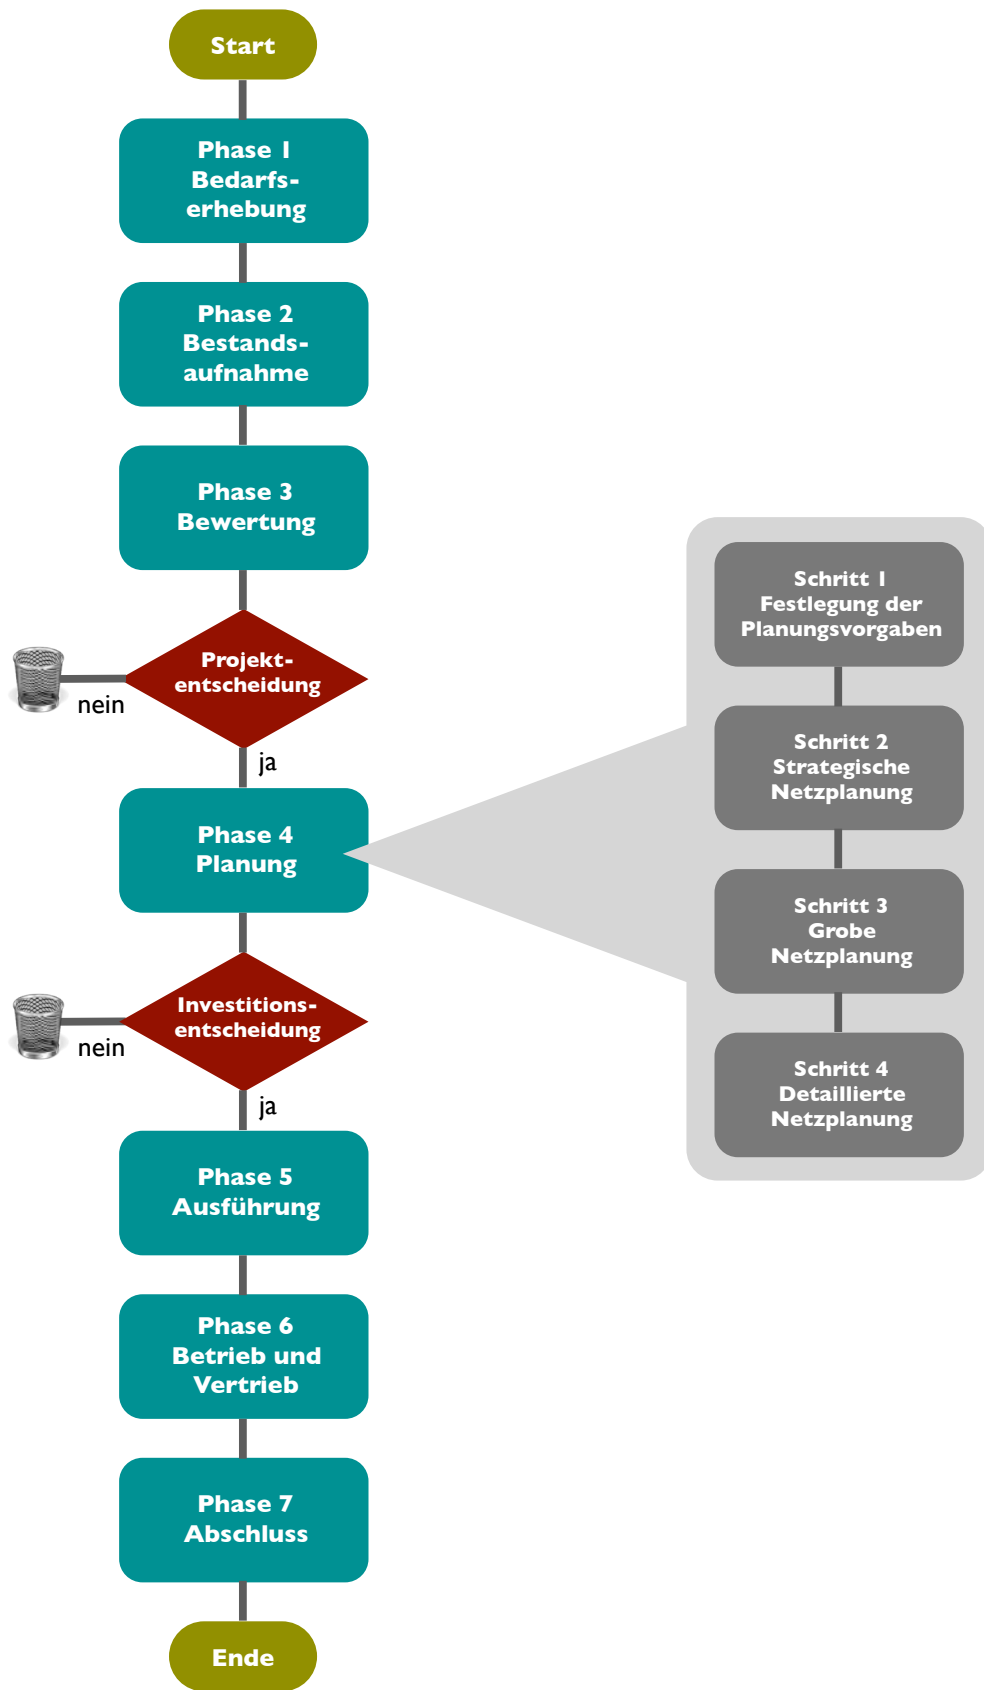 Start
Phase 1
Bedarfs-
erhebung
Phase 2
Bestands-
aufnahme
Phase 3
Bewertung
Projekt-
entscheidung
nein
ja
Phase 4
Planung
Investitions-
entscheidung
nein
ja
Phase 5
Ausführung
Phase 6
Betrieb und
Vertrieb
Phase 7
Abschluss
Ende
Schritt 1
Festlegung der
Planungsvorgaben
Schritt 2
Strategische
Netzplanung
Schritt 3
Grobe
Netzplanung
Schritt 4
Detaillierte
Netzplanung